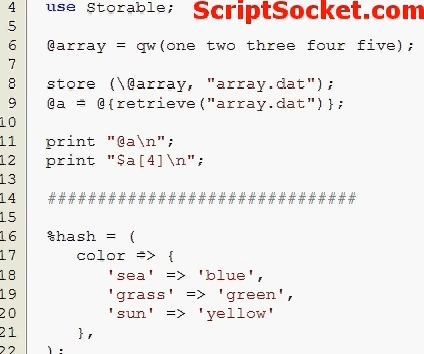 ScriptSocket.com
4 use Storable;
5
6 @array = qw(one two three four five);
7
8 store (\@array, "array.dat");
9 @a = @{retrieve("array.dat")};
10
11 print "@a\n";
12 print "$a[4]\n";
13
14 ###############################
15
16 %hash = (
17    color => {
18       'sea' => 'blue',
19       'grass' => 'green',
20       'sun' => 'yellow'
21    },
22 );